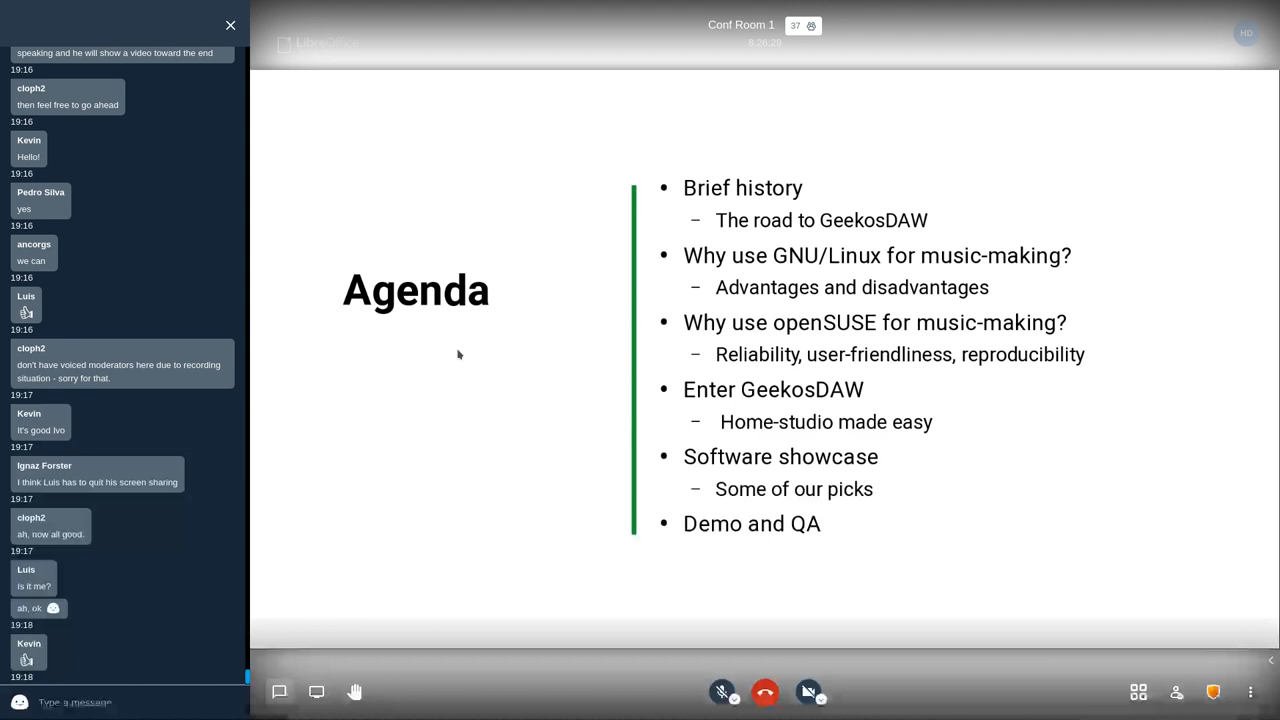 speaking and he will show a video toward the end
19:16
cloph2
then feel free to go ahead
19:16
Kevin
Hello!
19:16
Pedro Silva
yes
19:16
ancorgs
we can
19:16
Luis
19:16
cloph2
don't have voiced moderators here due to recording
situation - sorry for that.
19:17
Kevin
It's good Ivo
19:17
Ignaz Forster
I think Luis has to quit his screen sharing
19:17
cloph2
ah, now all good.
19:17
Luis
is it me?
ah, ok
19:18
Kevin
19:18
Type a message
Conf Room 1
37
8:26:29
LibreOffice
HD
Agenda
• Brief history
– The road to GeekosDAW
• Why use GNU/Linux for music-making?
– Advantages and disadvantages
• Why use openSUSE for music-making?
– Reliability, user-friendliness, reproducibility
• Enter GeekosDAW
– Home-studio made easy
• Software showcase
– Some of our picks
• Demo and QA